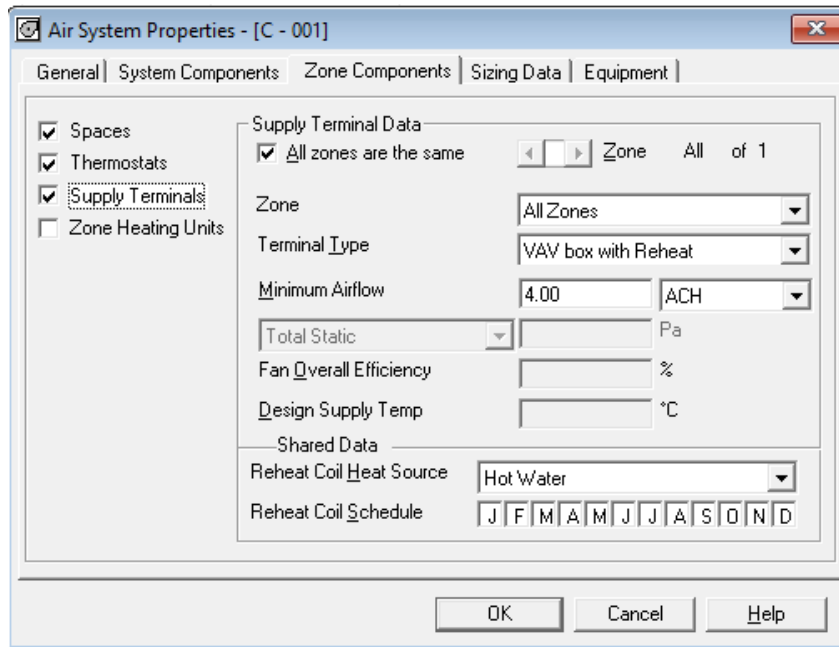 Air System Properties - [C - 001]
General System Components Zone Components Sizing Data Equipment
Spaces
Thermostats
Supply Terminals
Zone Heating Units
Supply Terminal Data
All zones are the same Zone All of 1
Zone All Zones
Terminal Type VAV box with Reheat
Minimum Airflow 4.00 ACH
Total Static Pa
Fan Overall Efficiency %
Design Supply Temp °C
Shared Data
Reheat Coil Heat Source Hot Water
Reheat Coil Schedule J F M A M J J A S O N D
OK Cancel Help